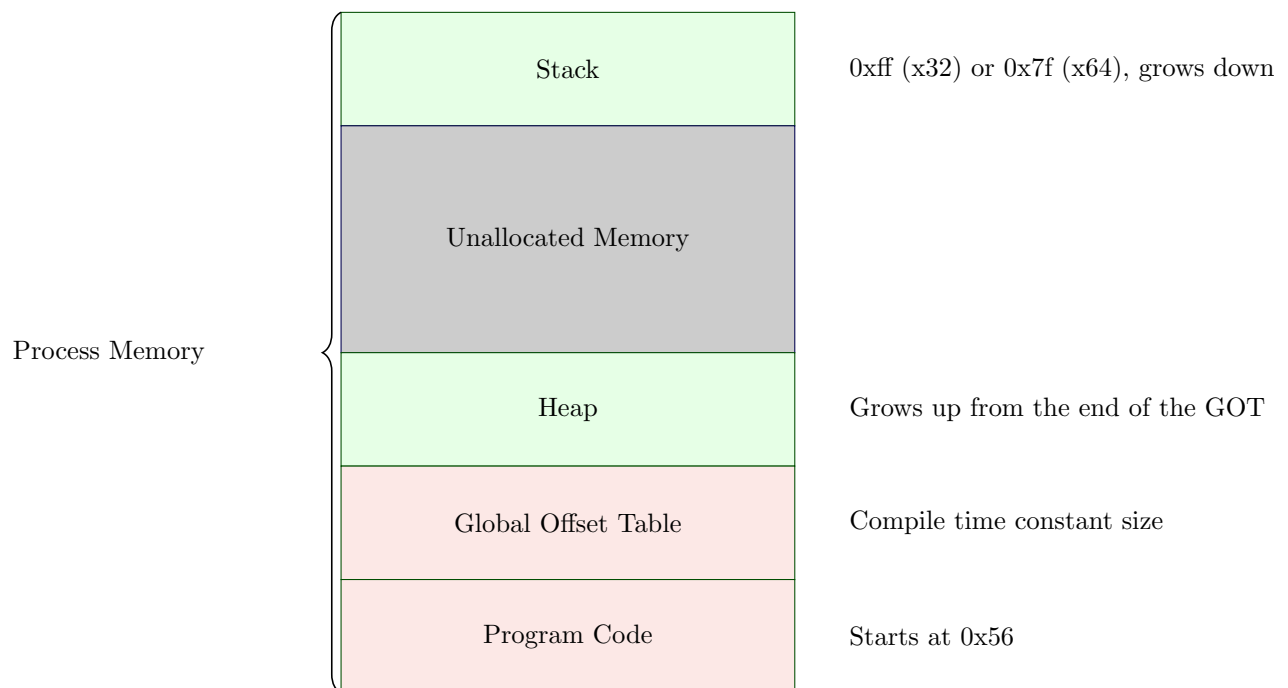 Stack
0xff (x32) or 0x7f (x64), grows down
Unallocated Memory
Process Memory
Heap
Grows up from the end of the GOT
Global Offset Table
Compile time constant size
Program Code
Starts at 0x56